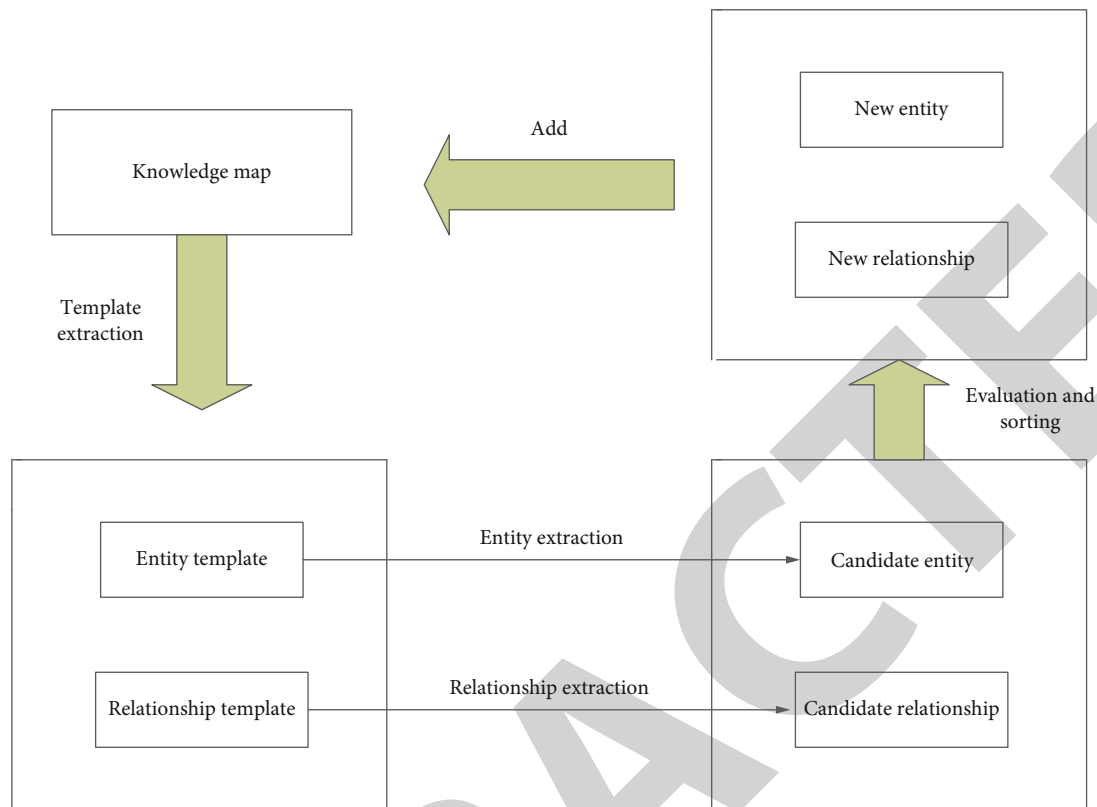 New entity
Add
Knowledge map
New relationship
Template
extraction
Evaluation and
sorting
Entity extraction
Entity template
Candidate entity
Relationship extraction
Relationship template
Candidate relationship